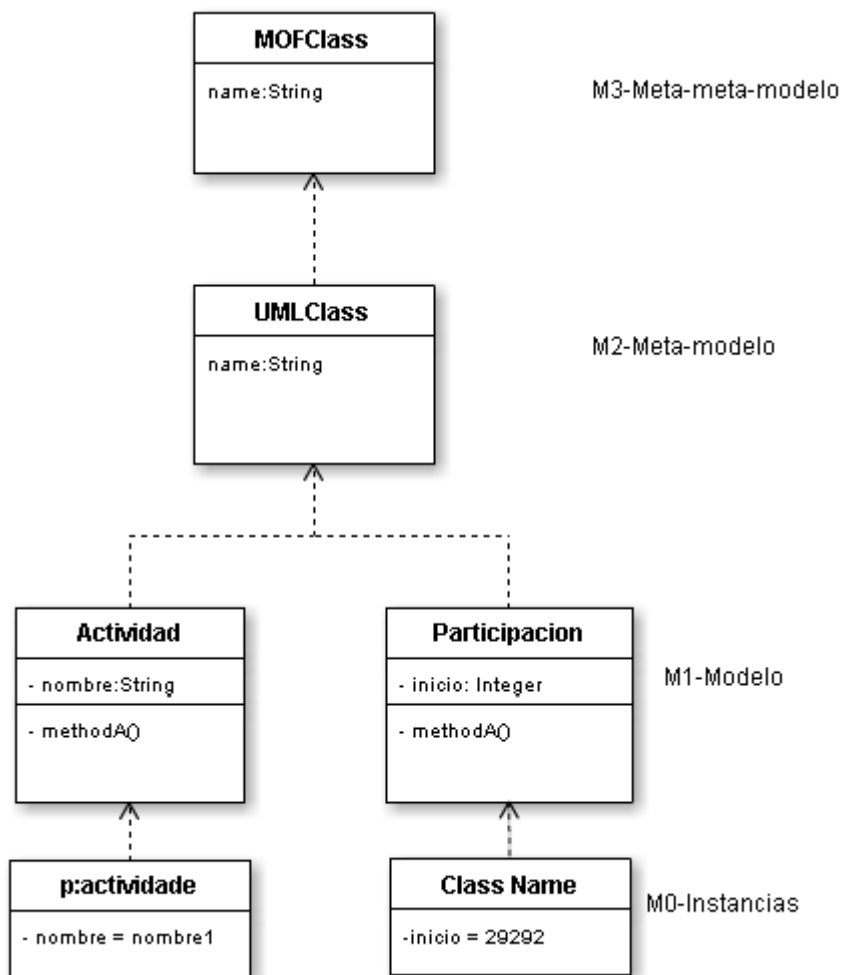 MOFClass
name:String
M3-Meta-meta-modelo
UMLClass
name:String
M2-Meta-modelo
Actividad
- nombre:String
- methodA()
Participacion
- inicio: Integer
- methodA()
M1-Modelo
p:actividade
- nombre = nombre1
Class Name
-inicio = 29292
M0-Instancias